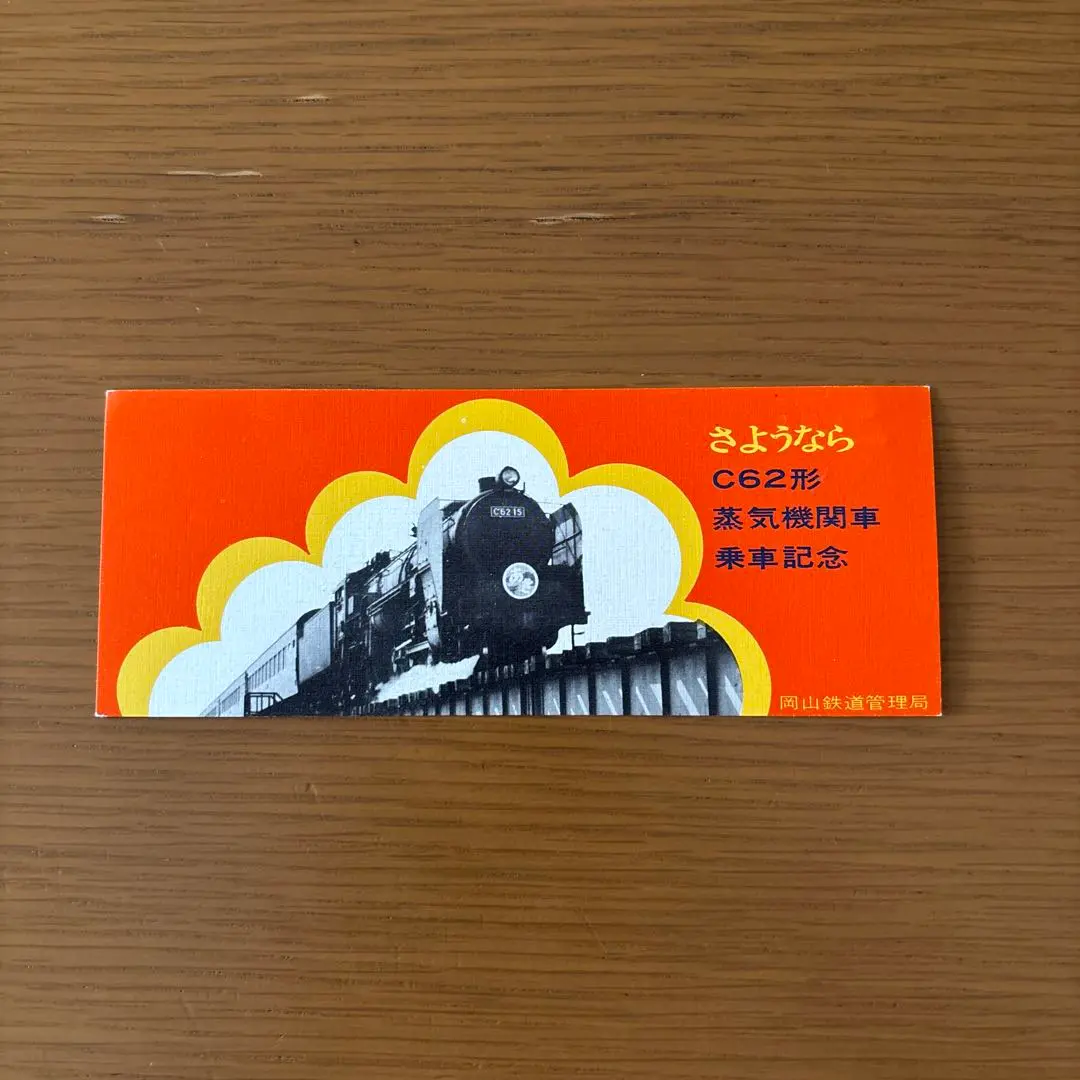 さようなら
C62形
蒸気機関車
乗車記念
C62 15
岡山鉄道管理局